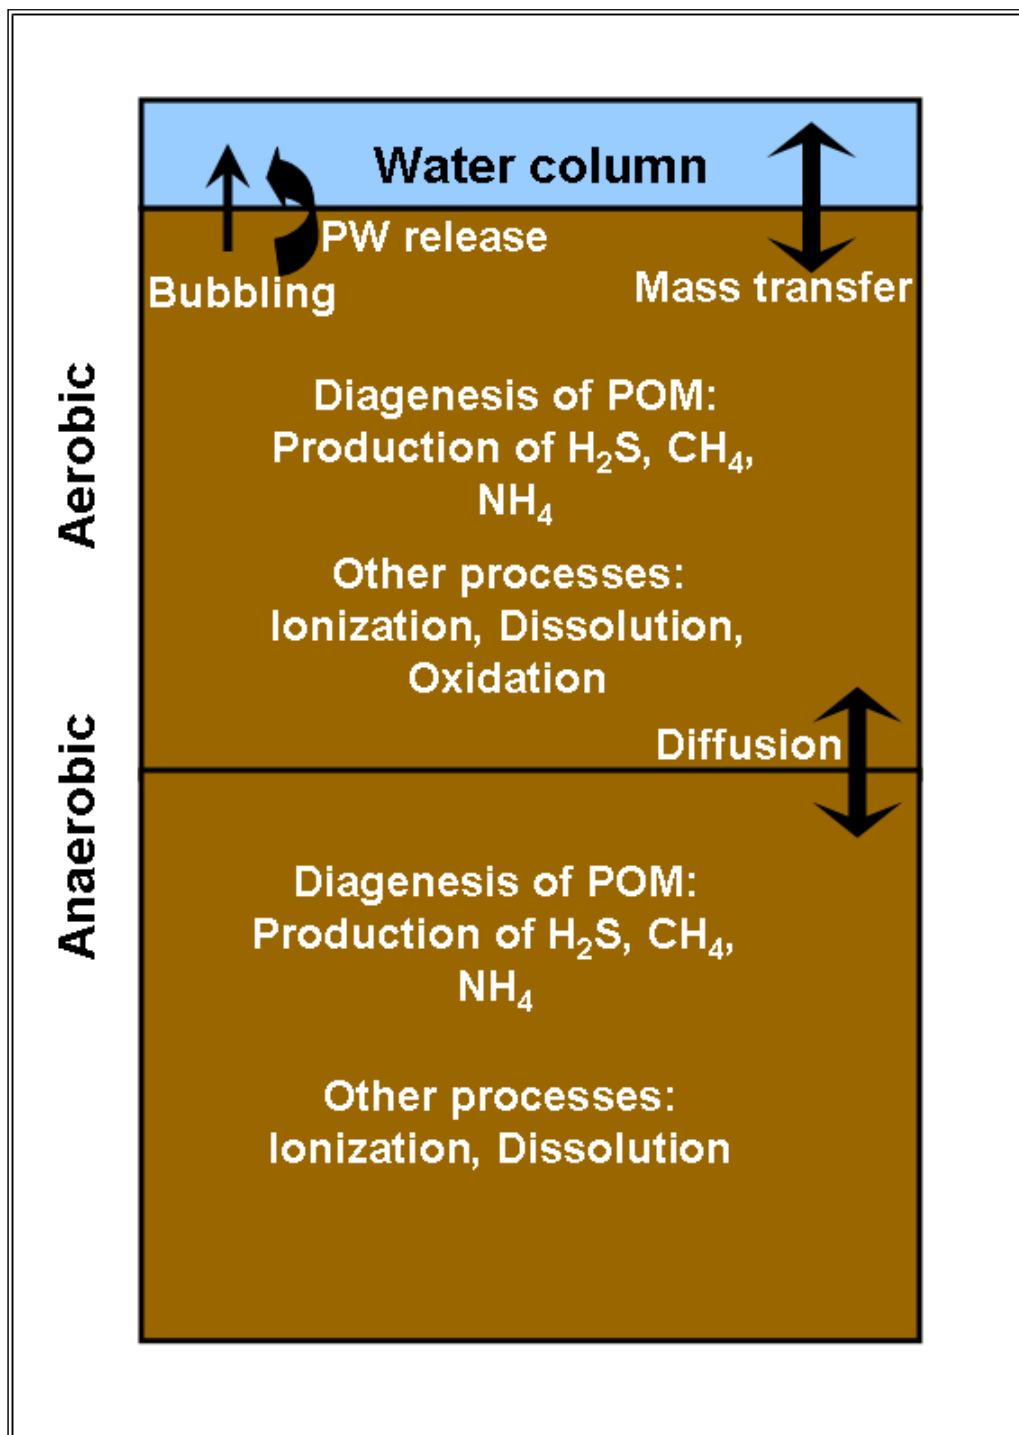 Water column
PW release
Bubbling
Mass transfer
Aerobic
Diagenesis of POM:
Production of H₂S, CH₄,
NH₄
Other processes:
Ionization, Dissolution,
Oxidation
Diffusion
Anaerobic
Diagenesis of POM:
Production of H₂S, CH₄,
NH₄
Other processes:
Ionization, Dissolution